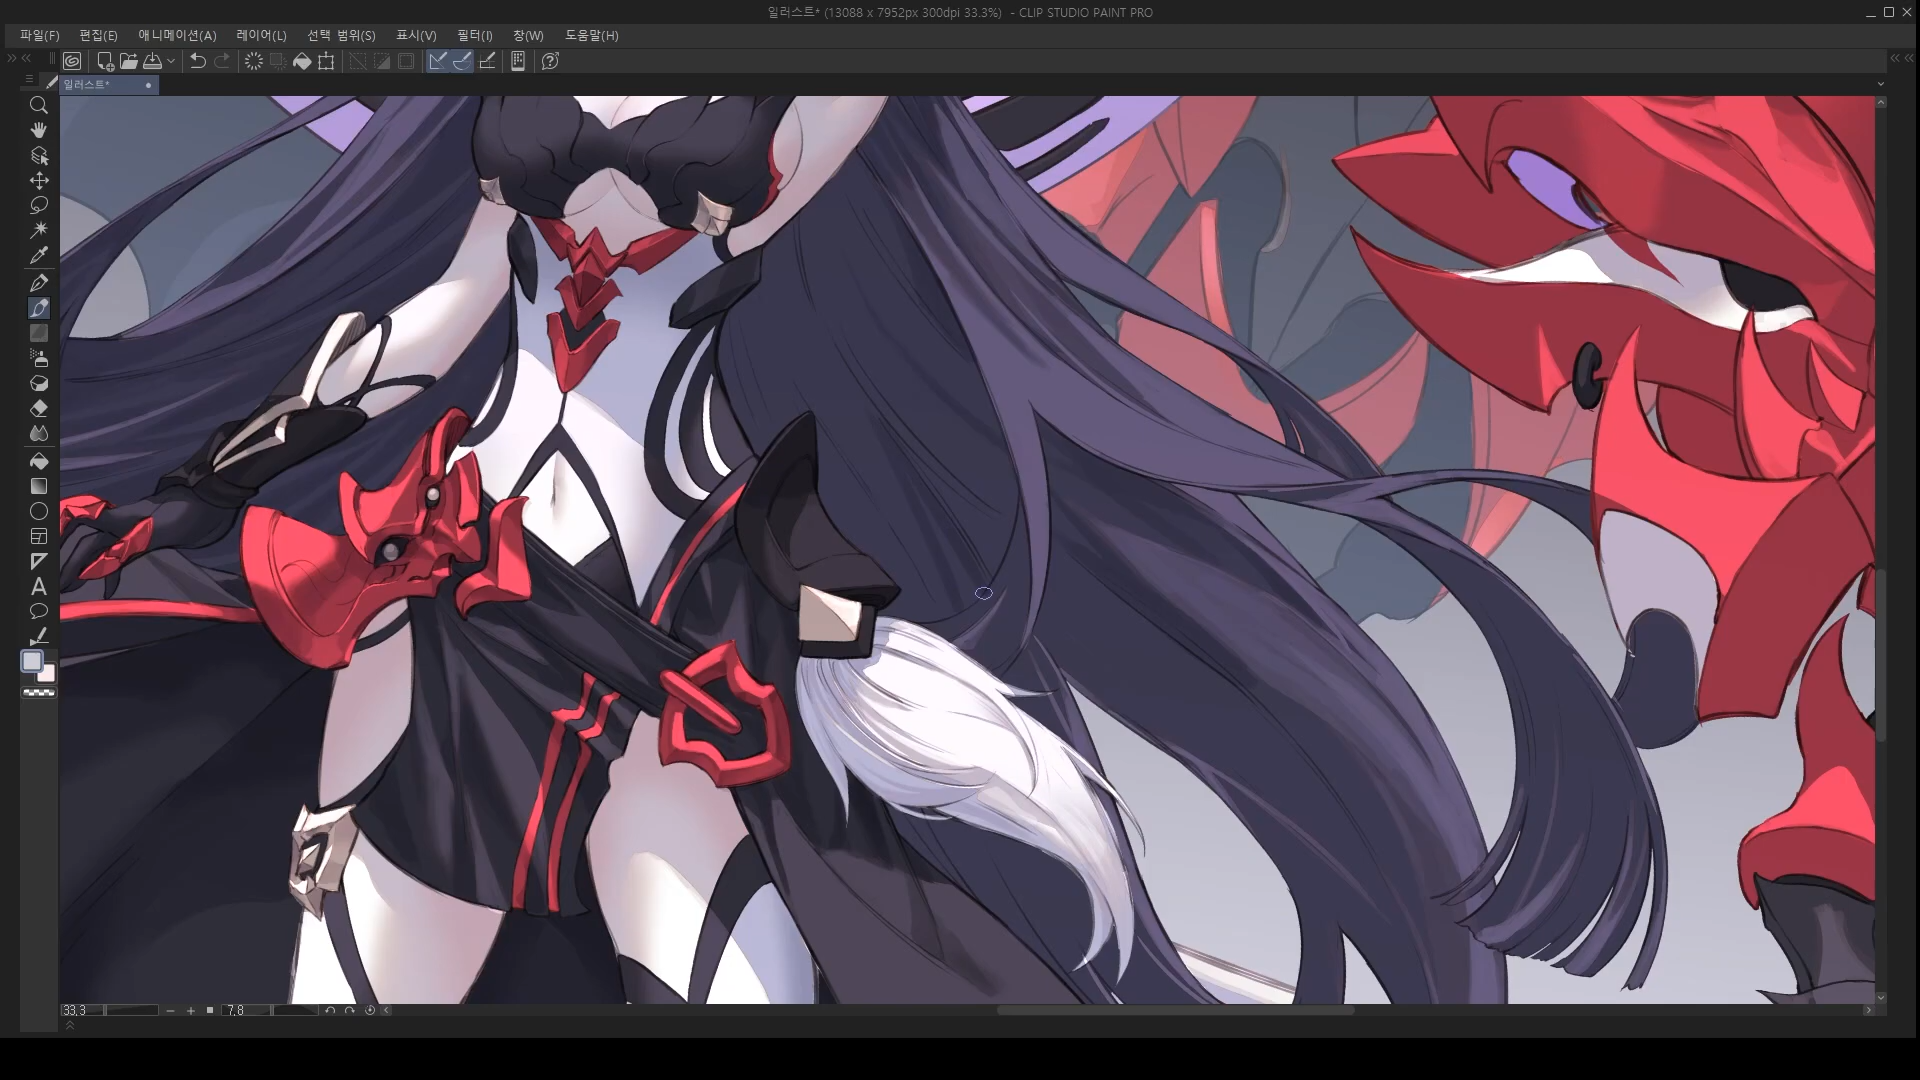 일러스트* (13088 x 7952px 300dpi 33.3%) - CLIP STUDIO PAINT PRO
파일(F) 편집(E) 애니메이션(A) 레이어(L) 선택 범위(S) 표시(V) 필터(I) 창(W) 도움말(H)
일러스트*
A
33.3 7.8